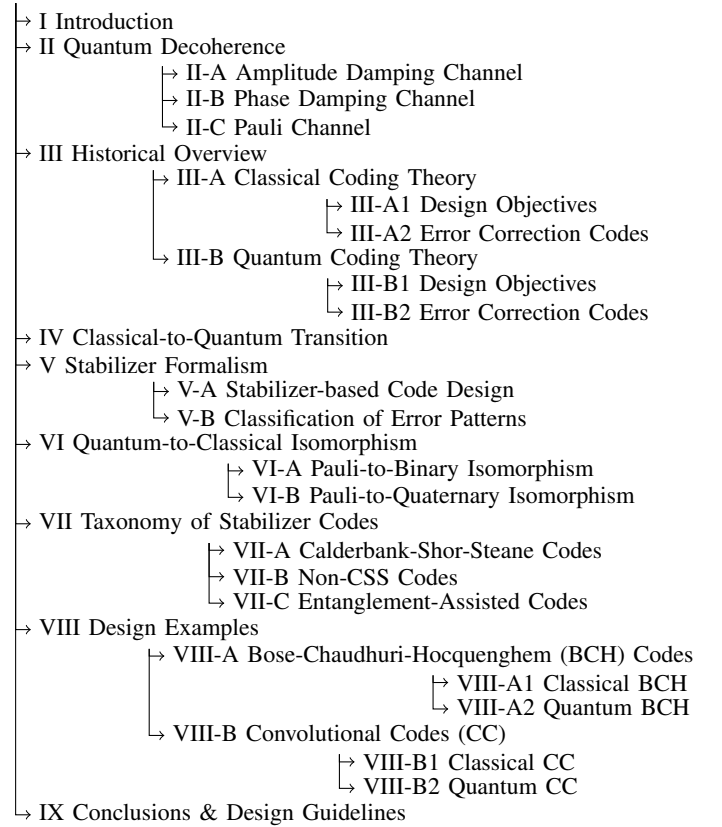 I Introduction
II Quantum Decoherence
II-A Amplitude Damping Channel
II-B Phase Damping Channel
II-C Pauli Channel
III Historical Overview
III-A Classical Coding Theory
III-A1 Design Objectives
III-A2 Error Correction Codes
III-B Quantum Coding Theory
III-B1 Design Objectives
III-B2 Error Correction Codes
IV Classical-to-Quantum Transition
V Stabilizer Formalism
V-A Stabilizer-based Code Design
V-B Classification of Error Patterns
VI Quantum-to-Classical Isomorphism
VI-A Pauli-to-Binary Isomorphism
VI-B Pauli-to-Quaternary Isomorphism
VII Taxonomy of Stabilizer Codes
VII-A Calderbank-Shor-Steane Codes
VII-B Non-CSS Codes
VII-C Entanglement-Assisted Codes
VIII Design Examples
VIII-A Bose-Chaudhuri-Hocquenghem (BCH) Codes
VIII-A1 Classical BCH
VIII-A2 Quantum BCH
VIII-B Convolutional Codes (CC)
VIII-B1 Classical CC
VIII-B2 Quantum CC
IX Conclusions & Design Guidelines